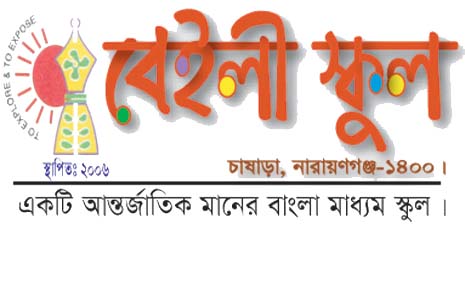 TO EXPLORE & TO EXPOSE
বেইলী স্কুল
স্থাপিতঃ ২০০৬
চাষাড়া, নারায়ণগঞ্জ-১৪০০।
একটি আন্তর্জাতিক মানের বাংলা মাধ্যম স্কুল।